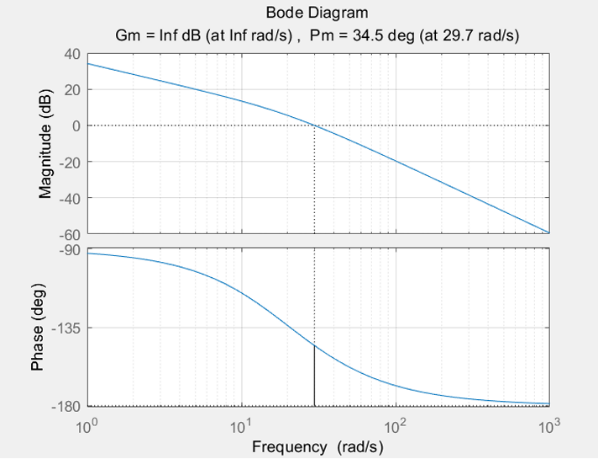 Bode Diagram
Gm = Inf dB (at Inf rad/s) , Pm = 34.5 deg (at 29.7 rad/s)
40
20
0
-20
-40
-60
Magnitude (dB)
-90
-135
-180
Phase (deg)
10^0
10^1
10^2
10^3
Frequency (rad/s)